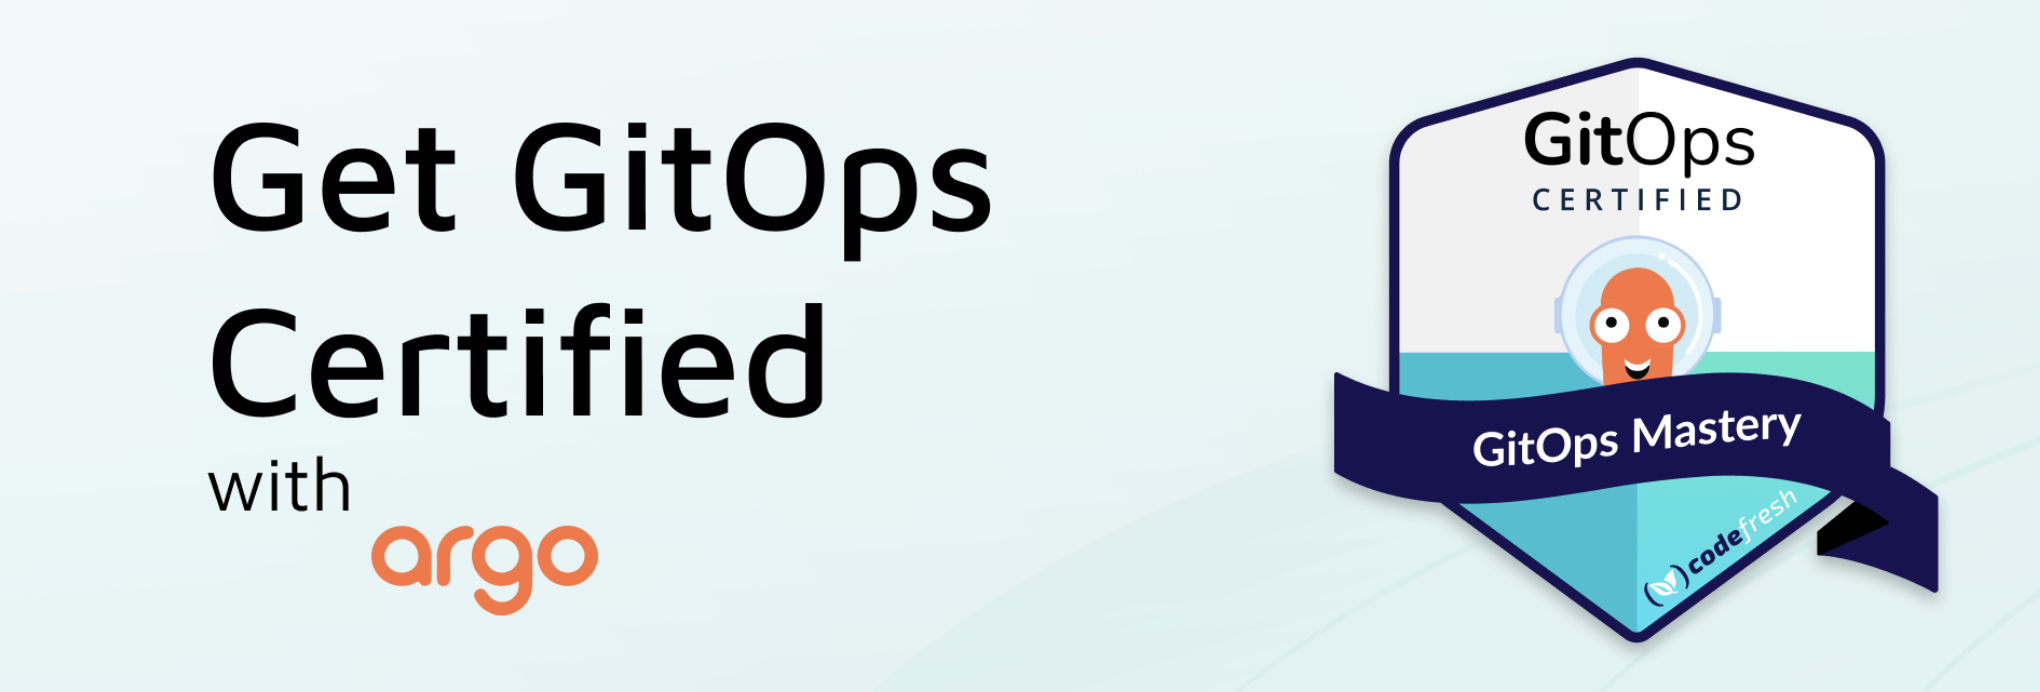 Get GitOps
Certified
with
argo
GitOps
CERTIFIED
GitOps Mastery
codefresh